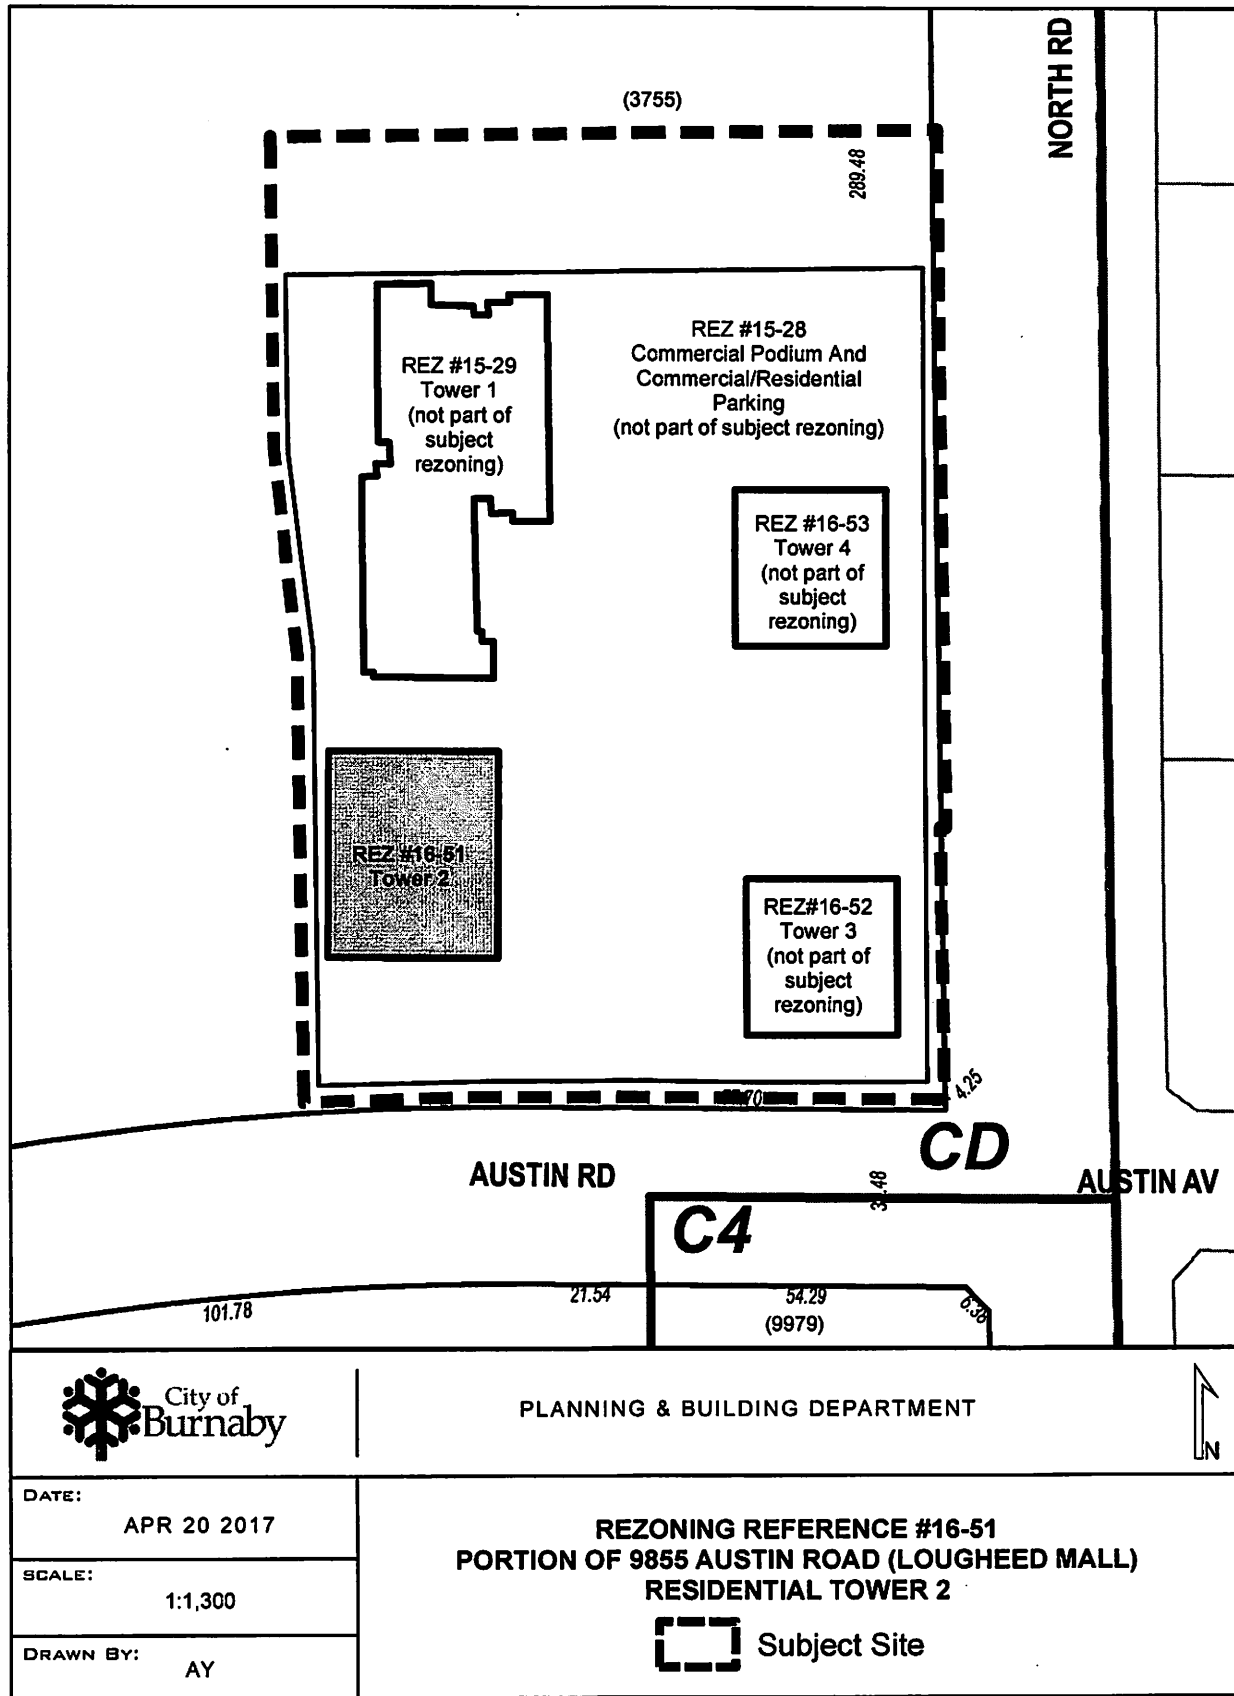 NORTH RD
(3755)
289.48
REZ #15-29
Tower 1
(not part of
subject
rezoning)
REZ #15-28
Commercial Podium And
Commercial/Residential
Parking
(not part of subject rezoning)
REZ #16-53
Tower 4
(not part of
subject
rezoning)
REZ #16-51
Tower 2
REZ#16-52
Tower 3
(not part of
subject
rezoning)
4.25
CD
AUSTIN RD
AUSTIN AV
C4
101.78
21.54
54.29
6.38
(9979)
City of
Burnaby
PLANNING & BUILDING DEPARTMENT
N
DATE:
APR 20 2017
SCALE:
1:1,300
DRAWN BY:
AY
REZONING REFERENCE #16-51
PORTION OF 9855 AUSTIN ROAD (LOUGHEED MALL)
RESIDENTIAL TOWER 2
Subject Site